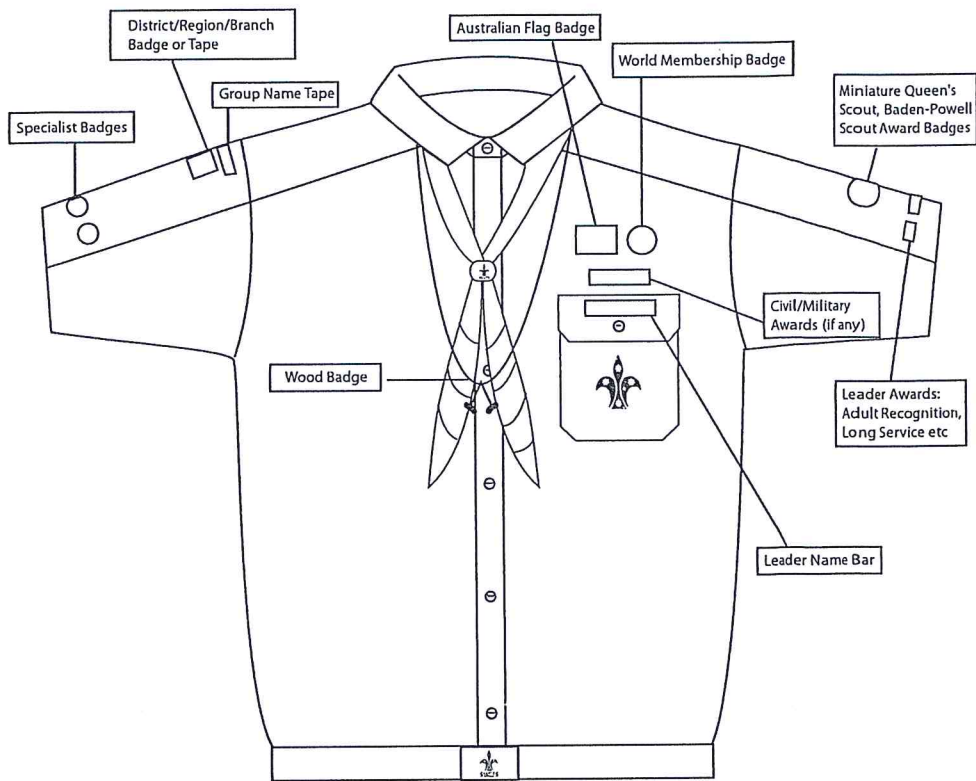 District/Region/Branch
Badge or Tape
Australian Flag Badge
World Membership Badge
Group Name Tape
Miniature Queen's
Scout, Baden-Powell
Scout Award Badges
Specialist Badges
Civil/Military
Awards (if any)
Wood Badge
Leader Awards:
Adult Recognition,
Long Service etc
Leader Name Bar